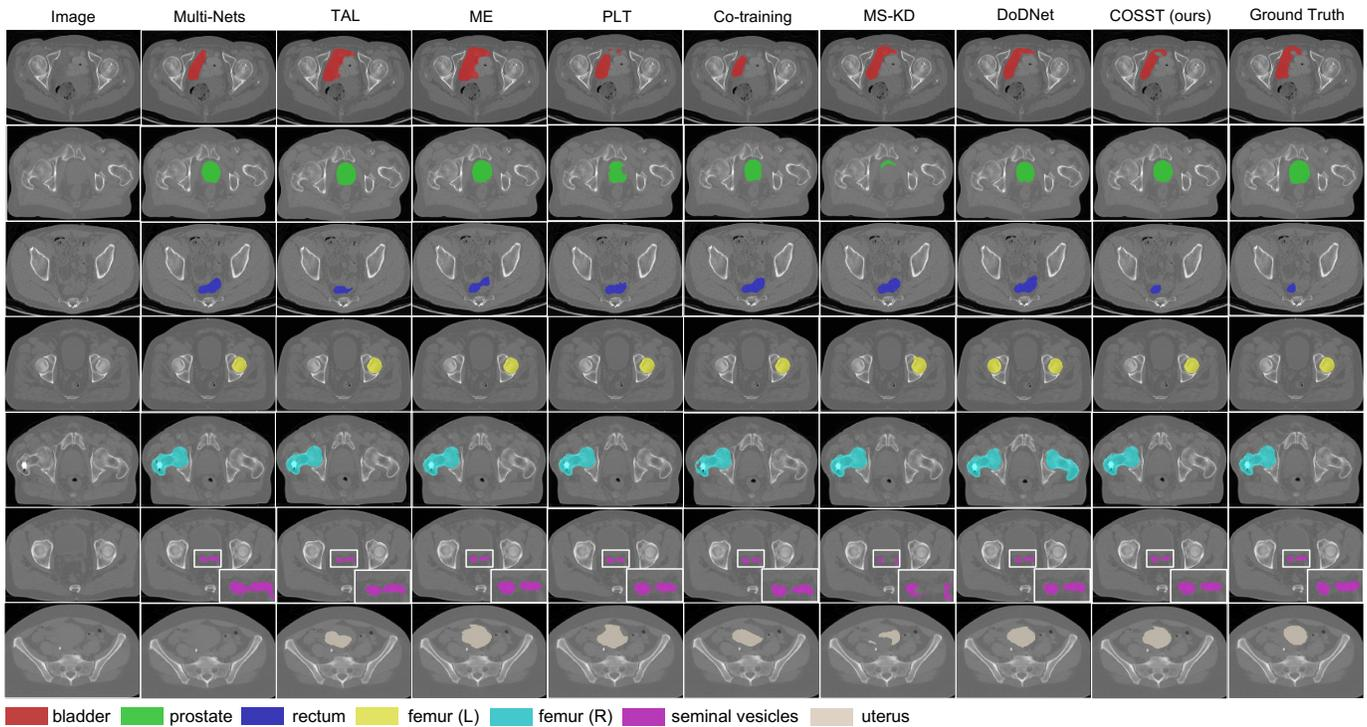 Image Multi-Nets TAL ME PLT Co-training MS-KD DoDNet COSST (ours) Ground Truth
bladder prostate rectum femur (L) femur (R) seminal vesicles uterus